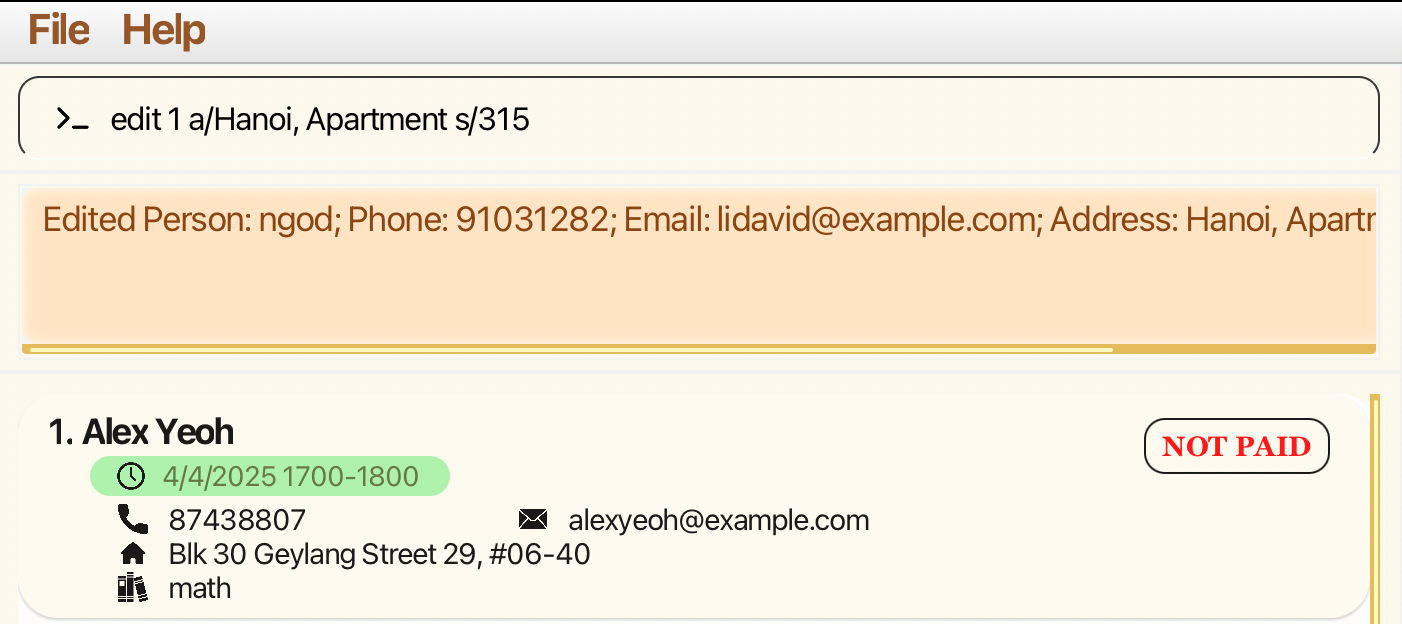 File Help
edit 1 a/Hanoi, Apartment s/315
Edited Person: ngod; Phone: 91031282; Email: lidavid@example.com; Address: Hanoi,
1. Alex Yeoh
NOT PAID
4/4/2025 1700-1800
87438807 alexyeoh@example.com
Blk 30 Geylang Street 29, #06-40
math